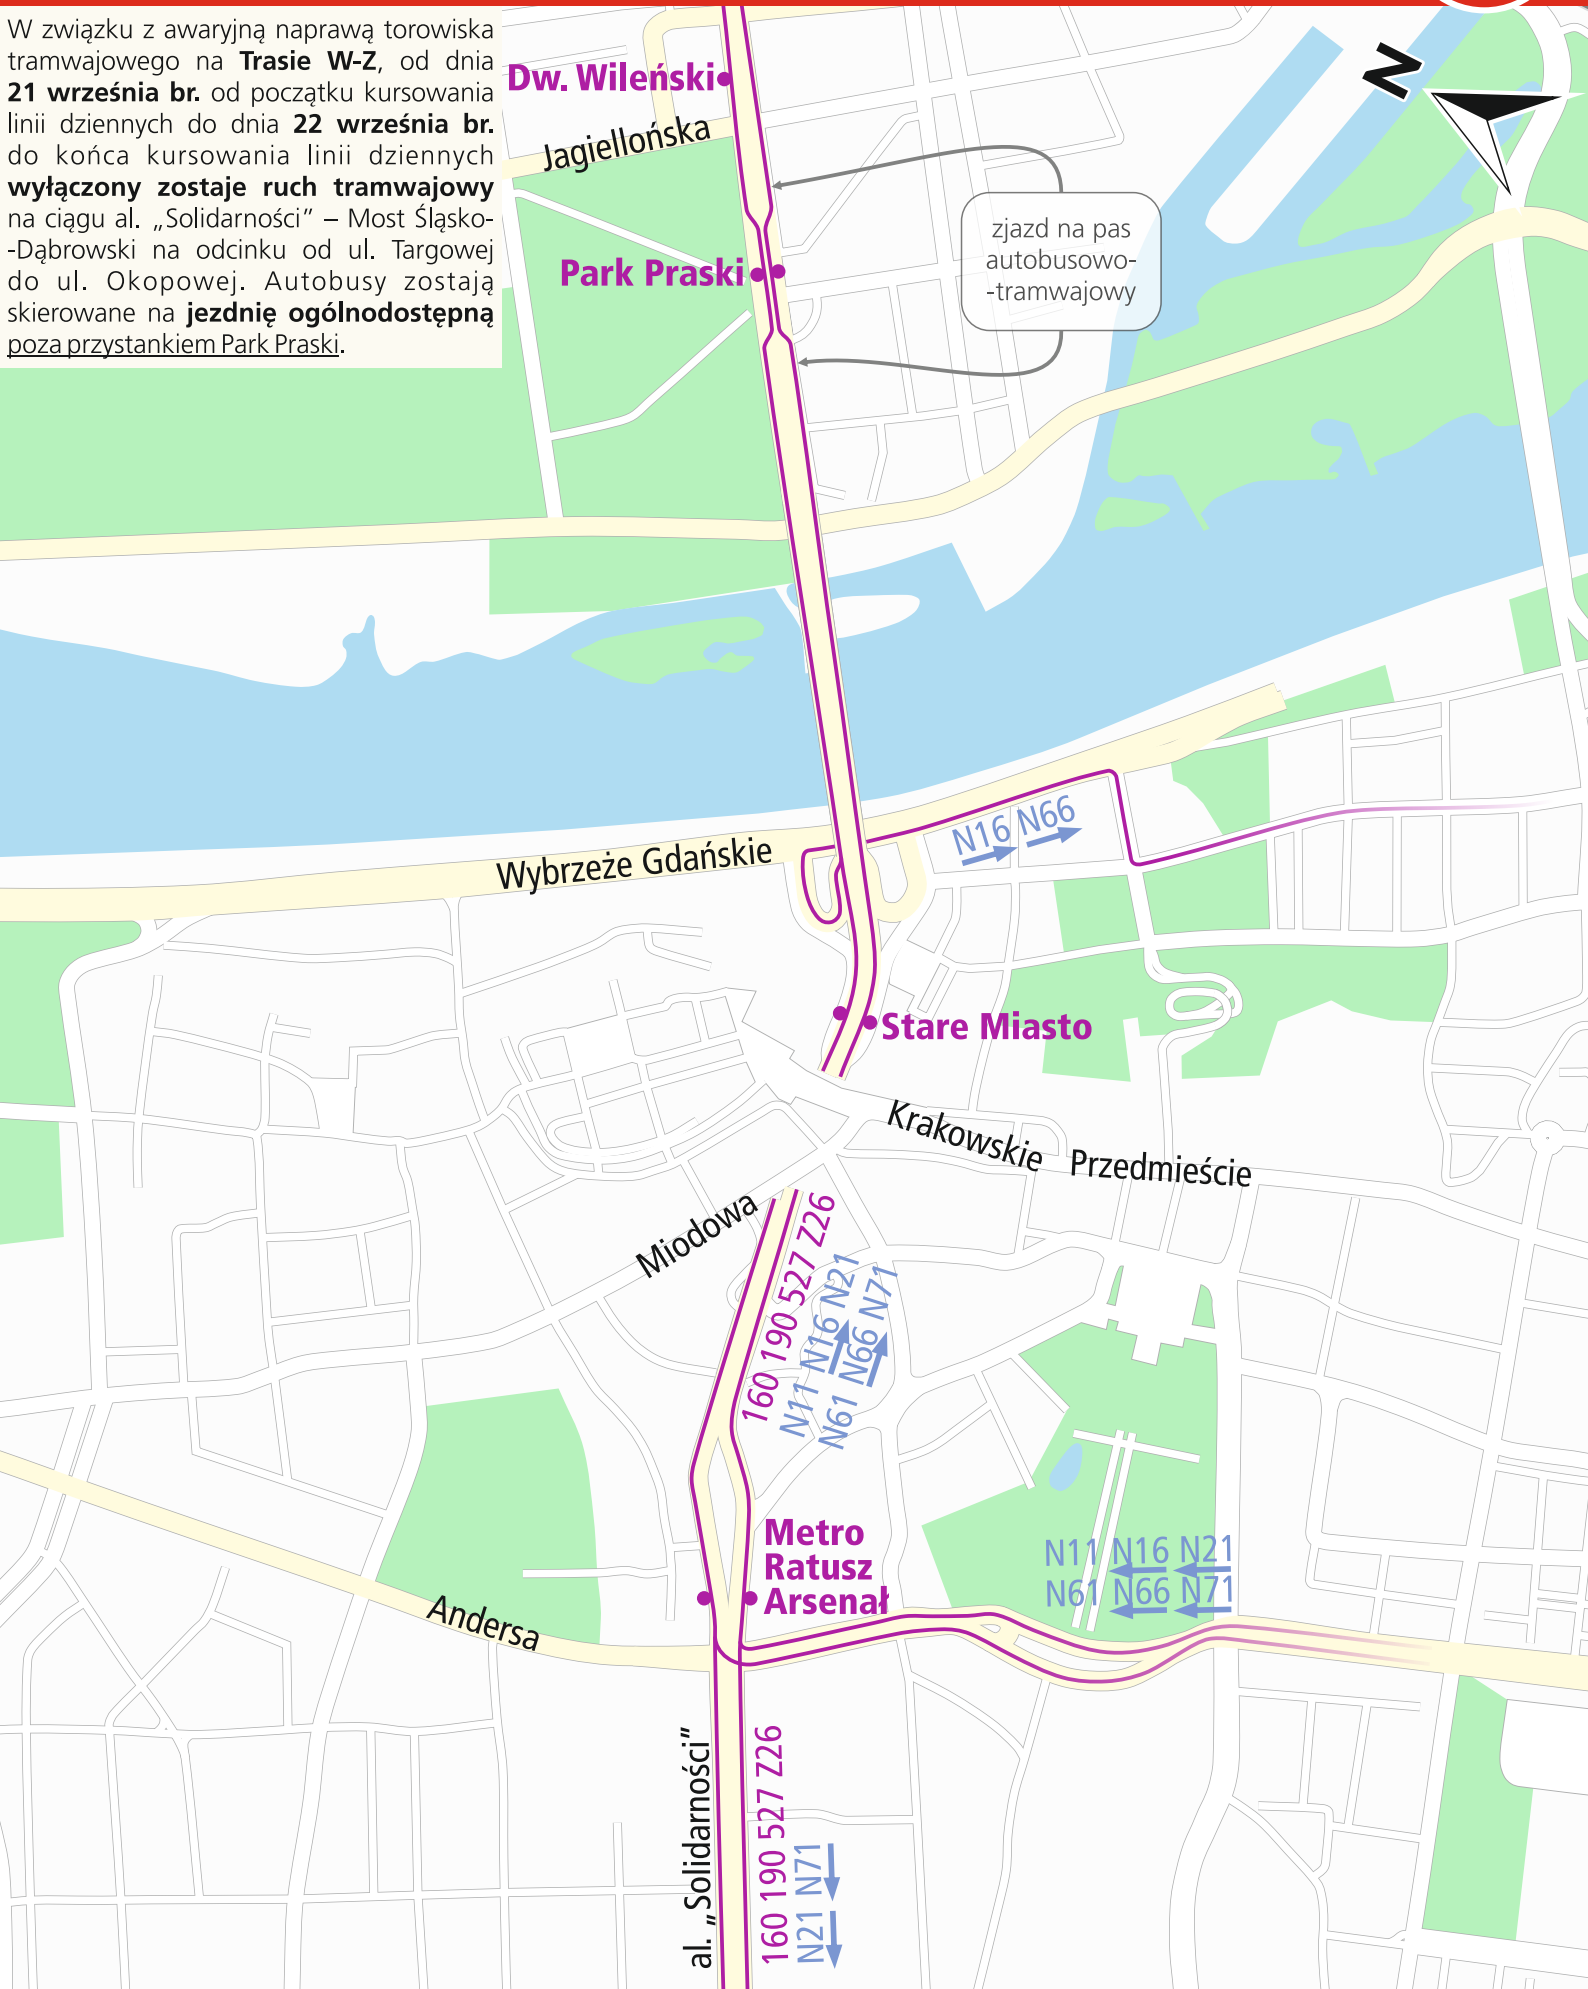 W związku z awaryjną naprawą torowiska
tramwajowego na Trasie W-Z, od dnia
21 września br. od początku kursowania
linii dziennych do dnia 22 września br.
do końca kursowania linii dziennych
wyłączony zostaje ruch tramwajowy
na ciągu al. „Solidarności” – Most Śląsko-
-Dąbrowski na odcinku od ul. Targowej
do ul. Okopowej. Autobusy zostają
skierowane na jezdnię ogólnodostępną
poza przystankiem Park Praski.
N
Dw. Wileński
Jagiellońska
zjazd na pas
autobusowo-
-tramwajowy
Park Praski
N16 N66
Wybrzeże Gdańskie
Stare Miasto
Krakowskie Przedmieście
Miodowa
160 190 527 Z26
N11 N16 N21
N61 N66 N71
Metro
Ratusz
Arsenał
N11 N16 N21
N61 N66 N71
Andersa
al. „Solidarności”
160 190 527 Z26
N21 N71